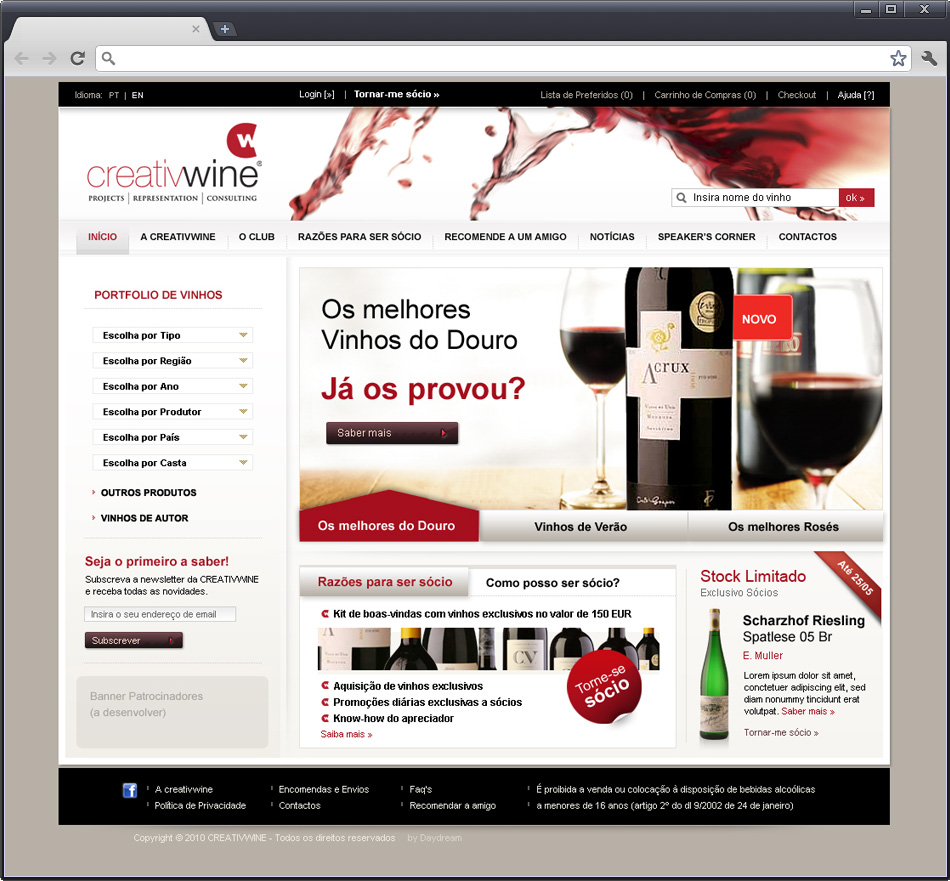 Idioma: PT | EN
Login [»] | Tornar-me sócio »
Lista de Preferidos (0) | Carrinho de Compras (0) | Checkout | Ajuda [?]
creativwine®
PROJECTS | REPRESENTATION | CONSULTING
Insira nome do vinho
ok »
INÍCIO
A CREATIVWINE
O CLUB
RAZÕES PARA SER SÓCIO
RECOMENDE A UM AMIGO
NOTÍCIAS
SPEAKER'S CORNER
CONTACTOS
PORTFOLIO DE VINHOS
Escolha por Tipo
Escolha por Região
Escolha por Ano
Escolha por Produtor
Escolha por País
Escolha por Casta
OUTROS PRODUTOS
VINHOS DE AUTOR
Seja o primeiro a saber!
Subscreva a newsletter da CREATIVWINE
e receba todas as novidades.
Insira o seu endereço de email
Subscrever
Banner Patrocinadores
(a desenvolver)
Os melhores
Vinhos do Douro
Já os provou?
Saber mais
ACRUX
NOVO
Os melhores do Douro
Vinhos de Verão
Os melhores Rosés
Razões para ser sócio
Como posso ser sócio?
Kit de boas-vindas com vinhos exclusivos no valor de 150 EUR
CV
Aquisição de vinhos exclusivos
Promoções diárias exclusivas a sócios
Know-how do apreciador
Saiba mais »
Torne-se
sócio
Stock Limitado
Exclusivo Sócios
Até 25/05
Scharzhof Riesling
Spatlese 05 Br
E. Muller
Lorem ipsum dolor sit amet,
conctetuer adipiscing elit, sed
diam nonummy tincidunt erat
volutpat. Saber mais »
Tornar-me sócio »
A creativwine
Política de Privacidade
Encomendas e Envios
Contactos
Faq's
Recomendar a amigo
É proibida a venda ou colocação à disposição de bebidas alcoólicas
a menores de 16 anos (artigo 2º do dl 9/2002 de 24 de janeiro)
Copyright © 2010 CREATIVWINE - Todos os direitos reservados by Daydream